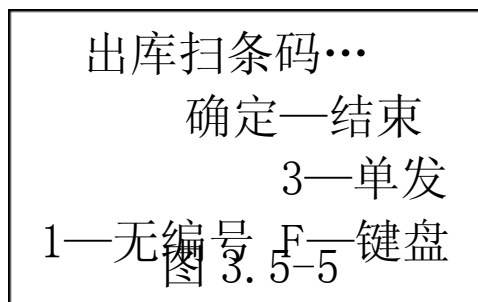 出库扫条码…
确定—结束
3—单发
1—无编号 F—键盘
图 3.5-5